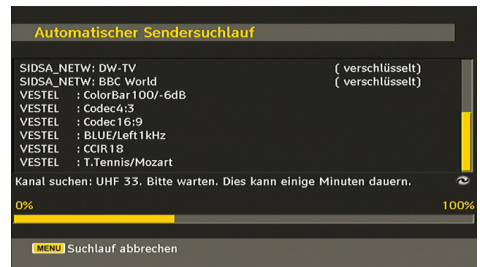 Automatischer Sendersuchlauf
SIDSA_NETW: DW-TV ( verschlüsselt)
SIDSA_NETW: BBC World ( verschlüsselt)
VESTEL : ColorBar100/-6dB
VESTEL : Codec4:3
VESTEL : Codec16:9
VESTEL : BLUE/Left1kHz
VESTEL : CCIR18
VESTEL : T.Tennis/Mozart
Kanal suchen: UHF 33. Bitte warten. Dies kann einige Minuten dauern.
0% 100%
MENU Suchlauf abbrechen